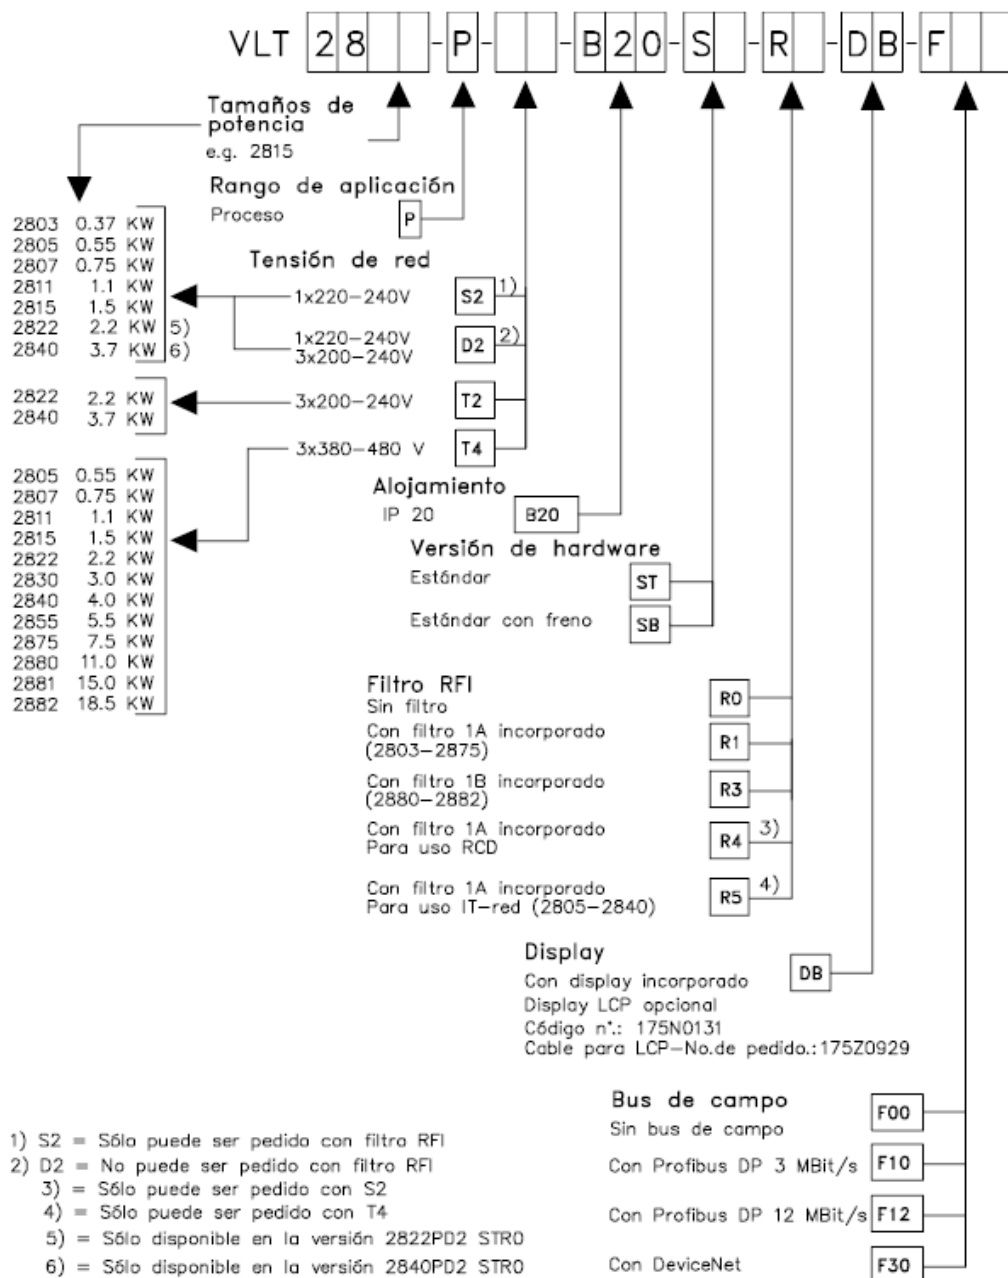 VLT 28 -P- -B20-S -R -DB-F
Tamaños de
potencia
e.g. 2815
Rango de aplicación
Proceso P
Tensión de red
2803 0.37 KW
2805 0.55 KW
2807 0.75 KW
2811 1.1 KW
2815 1.5 KW
2822 2.2 KW 5)
2840 3.7 KW 6)
1x220-240V S2 1)
1x220-240V
3x200-240V D2 2)
2822 2.2 KW
2840 3.7 KW
3x200-240V T2
3x380-480 V T4
2805 0.55 KW
2807 0.75 KW
2811 1.1 KW
2815 1.5 KW
2822 2.2 KW
2830 3.0 KW
2840 4.0 KW
2855 5.5 KW
2875 7.5 KW
2880 11.0 KW
2881 15.0 KW
2882 18.5 KW
Alojamiento
IP 20 B20
Versión de hardware
Estándar ST
Estándar con freno SB
Filtro RFI
Sin filtro R0
Con filtro 1A incorporado
(2803-2875) R1
Con filtro 1B incorporado
(2880-2882) R3
Con filtro 1A incorporado
Para uso RCD R4 3)
Con filtro 1A incorporado
Para uso IT-red (2805-2840) R5 4)
Display
Con display incorporado DB
Display LCP opcional
Código n°.: 175N0131
Cable para LCP-No.de pedido.:175Z0929
Bus de campo
Sin bus de campo F00
Con Profibus DP 3 MBit/s F10
Con Profibus DP 12 MBit/s F12
Con DeviceNet F30
1) S2 = Sólo puede ser pedido con filtro RFI
2) D2 = No puede ser pedido con filtro RFI
3) = Sólo puede ser pedido con S2
4) = Sólo puede ser pedido con T4
5) = Sólo disponible en la versión 2822PD2 STR0
6) = Sólo disponible en la versión 2840PD2 STR0